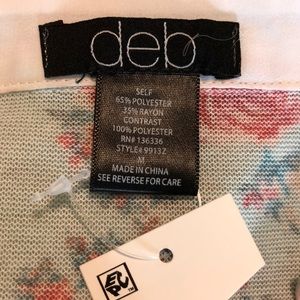 deb
SELF
65% POLYESTER
35% RAYON
CONTRAST
100% POLYESTER
RN# 136336
STYLE# 9913Z
M
MADE IN CHINA
SEE REVERSE FOR CARE